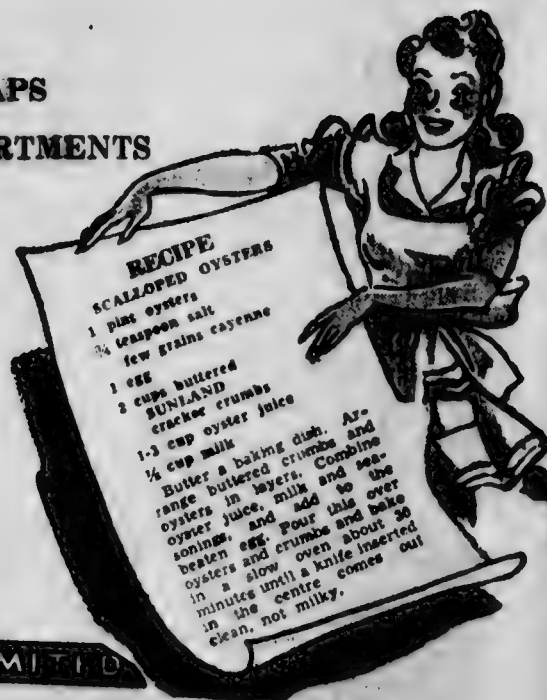 APS
RTMENTS
RECIPE
SCALLOPED OYSTERS
1 pint oysters
¾ teaspoon salt
few grains cayenne
1 egg
2 cups buttered
SUNLAND
cracker crumbs
1-3 cup oyster juice
¼ cup milk
Butter a baking dish. Ar-
range buttered crumbs and
oysters in layers. Combine
oyster juice, milk and sea-
sonings, and add to the
beaten egg. Pour this over
oysters and crumbs and bake
in a slow oven about 30
minutes until a knife inserted
in the centre comes out
clean, not milky.
MITED